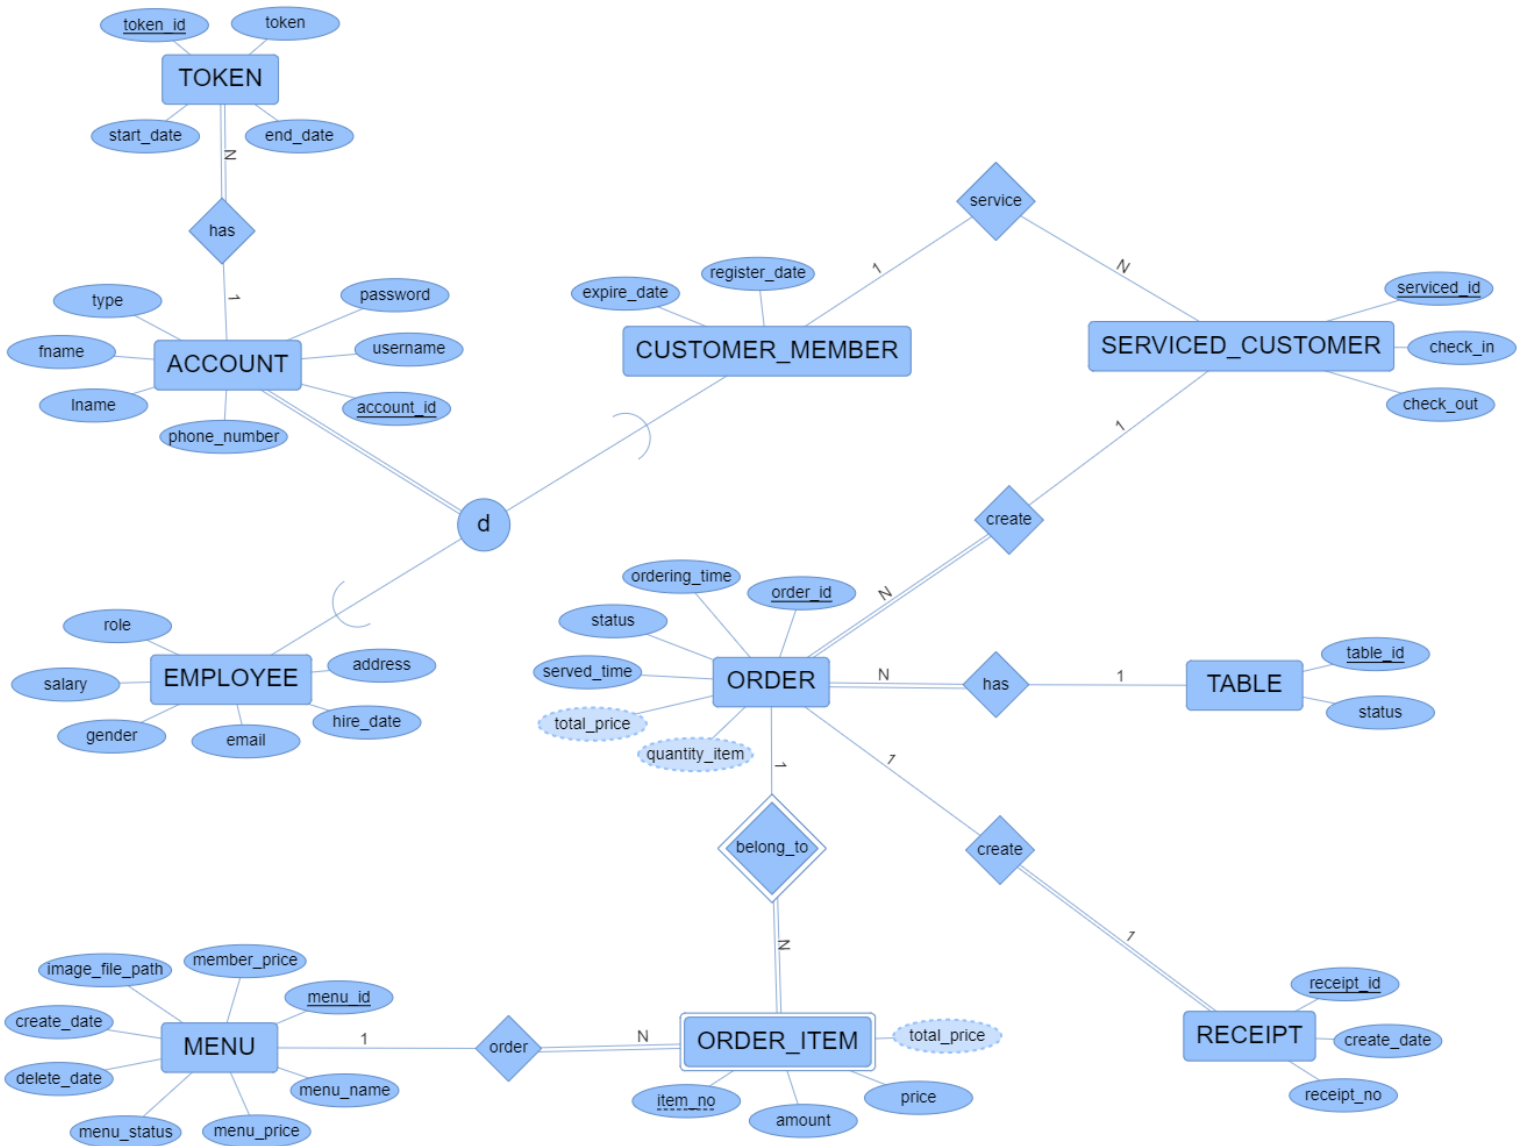 token_id
token
TOKEN
start_date
end_date
N
has
1
type
password
fname
username
ACCOUNT
lname
account_id
phone_number
service
1
N
register_date
expire_date
CUSTOMER_MEMBER
serviced_id
SERVICED_CUSTOMER
check_in
check_out
1
d
create
N
ordering_time
order_id
status
served_time
ORDER
total_price
quantity_item
N
has
1
table_id
TABLE
status
role
address
EMPLOYEE
salary
hire_date
gender
email
1
belong_to
N
1
create
1
image_file_path
member_price
menu_id
create_date
MENU
delete_date
menu_name
menu_status
menu_price
1
order
N
ORDER_ITEM
total_price
item_no
amount
price
receipt_id
RECEIPT
create_date
receipt_no